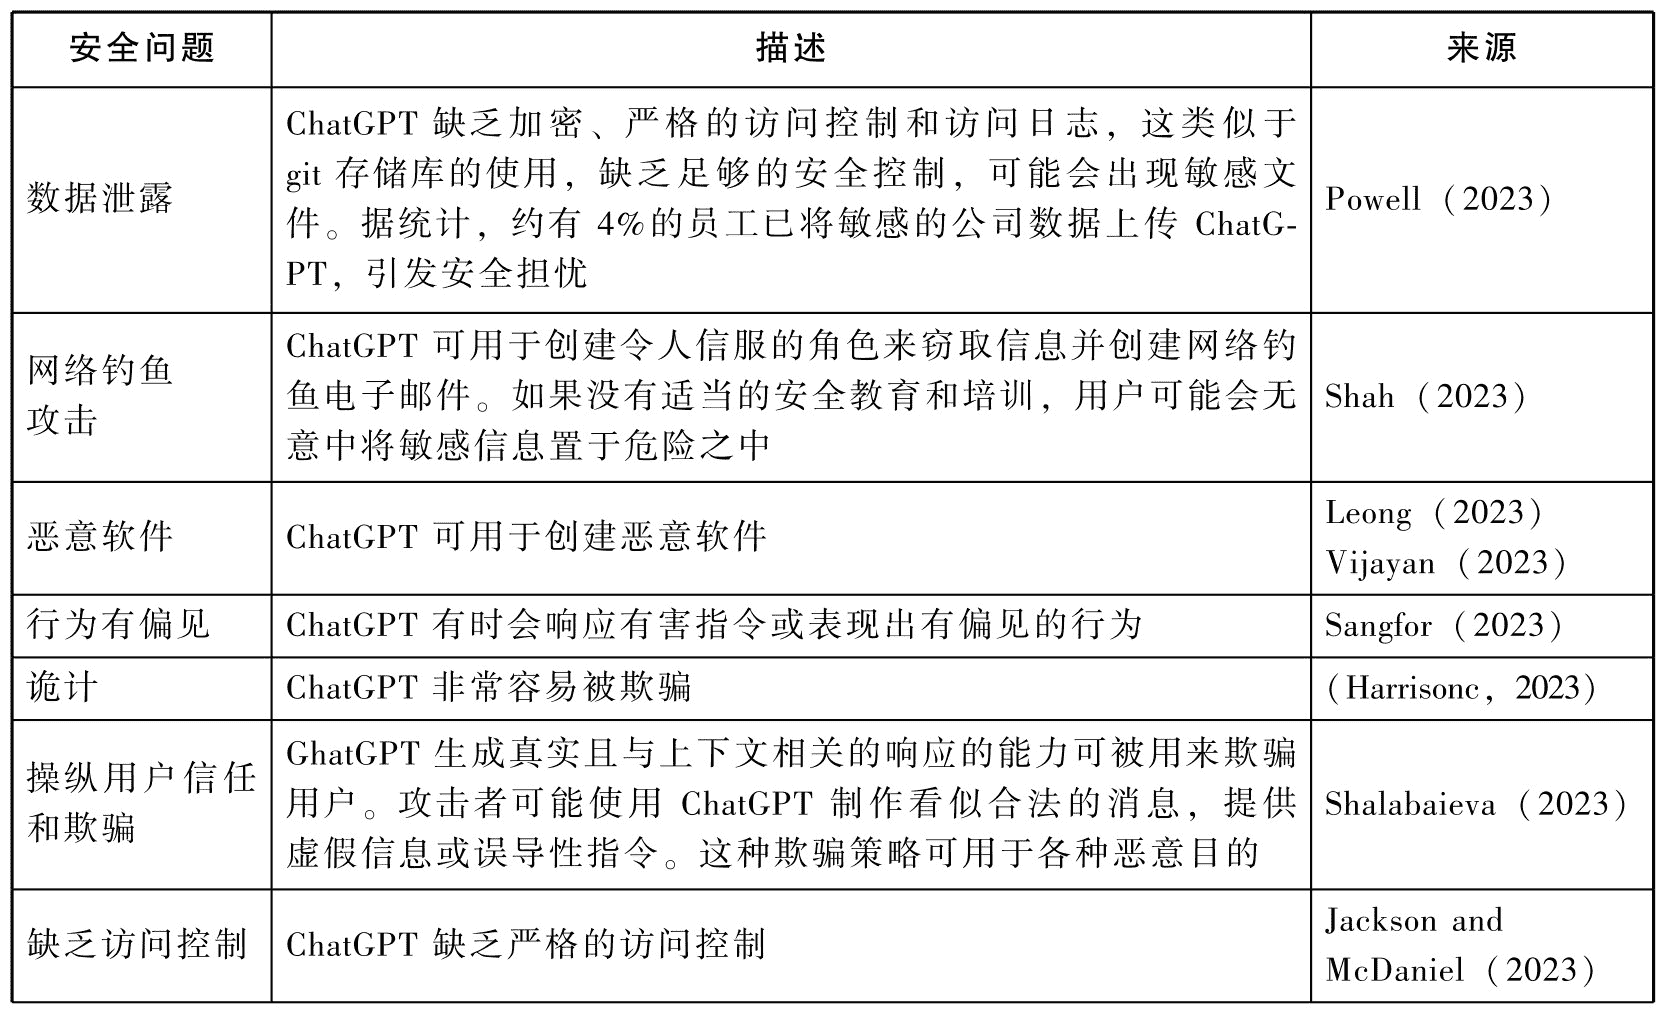 安全问题
描述
来源
数据泄露
ChatGPT 缺乏加密、严格的访问控制和访问日志，这类似于
git 存储库的使用，缺乏足够的安全控制，可能会出现敏感文
件。据统计，约有 4%的员工已将敏感的公司数据上传 ChatG-
PT，引发安全担忧
Powell（2023）
网络钓鱼
攻击
ChatGPT 可用于创建令人信服的角色来窃取信息并创建网络钓
鱼电子邮件。如果没有适当的安全教育和培训，用户可能会无
意中将敏感信息置于危险之中
Shah（2023）
恶意软件
ChatGPT 可用于创建恶意软件
Leong（2023）
Vijayan（2023）
行为有偏见
ChatGPT 有时会响应有害指令或表现出有偏见的行为
Sangfor（2023）
诡计
ChatGPT 非常容易被欺骗
（Harrisonc，2023）
操纵用户信任
和欺骗
GhatGPT 生成真实且与上下文相关的响应的能力可被用来欺骗
用户。攻击者可能使用 ChatGPT 制作看似合法的消息，提供
虚假信息或误导性指令。这种欺骗策略可用于各种恶意目的
Shalabaieva（2023）
缺乏访问控制
ChatGPT 缺乏严格的访问控制
Jackson and
McDaniel（2023）